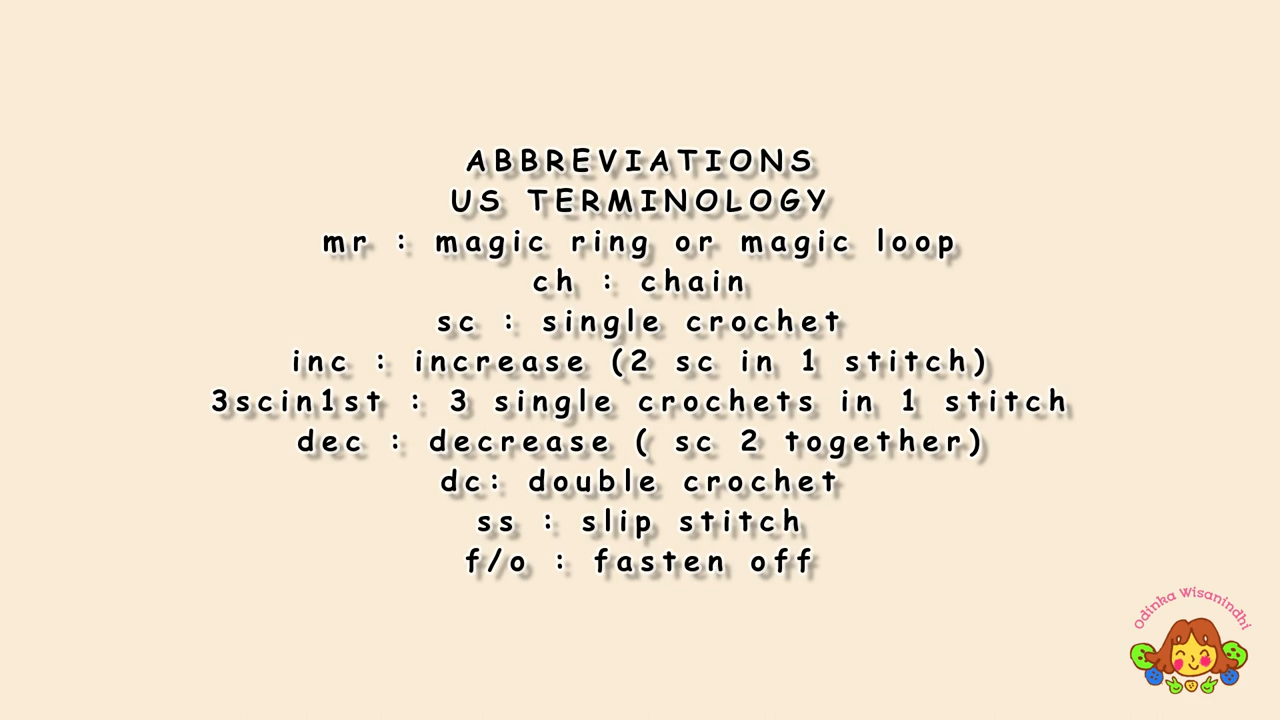 ABBREVIATIONS
US TERMINOLOGY
mr : magic ring or magic loop
ch : chain
sc : single crochet
inc : increase (2 sc in 1 stitch)
3scin1st : 3 single crochets in 1 stitch
dec : decrease ( sc 2 together)
dc: double crochet
ss : slip stitch
f/o : fasten off
Odinka Wisanindhi